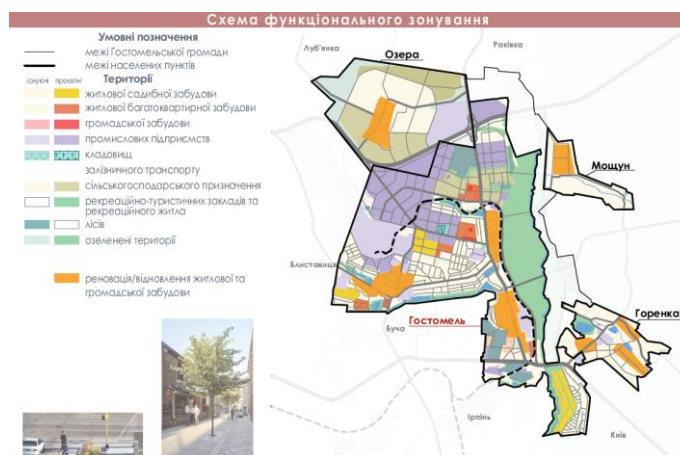 Схема функціонального зонування
Умовні позначення
межі Гостомельської громади
межі населених пунктів
існуючі проектні
Території
житлової садибної забудови
житлової багатоквартирної забудови
громадської забудови
промислових підприємств
кладовищ
залізничного транспорту
сільськогосподарського призначення
рекреаційно-туристичних закладів та
рекреаційного житла
лісів
озеленені території
реновація/відновлення житлової та
громадської забудови
Луб'янка
Озера
Раківка
Мощун
Блиставиця
Буча
Гостомель
Горенка
Ірпінь
Київ